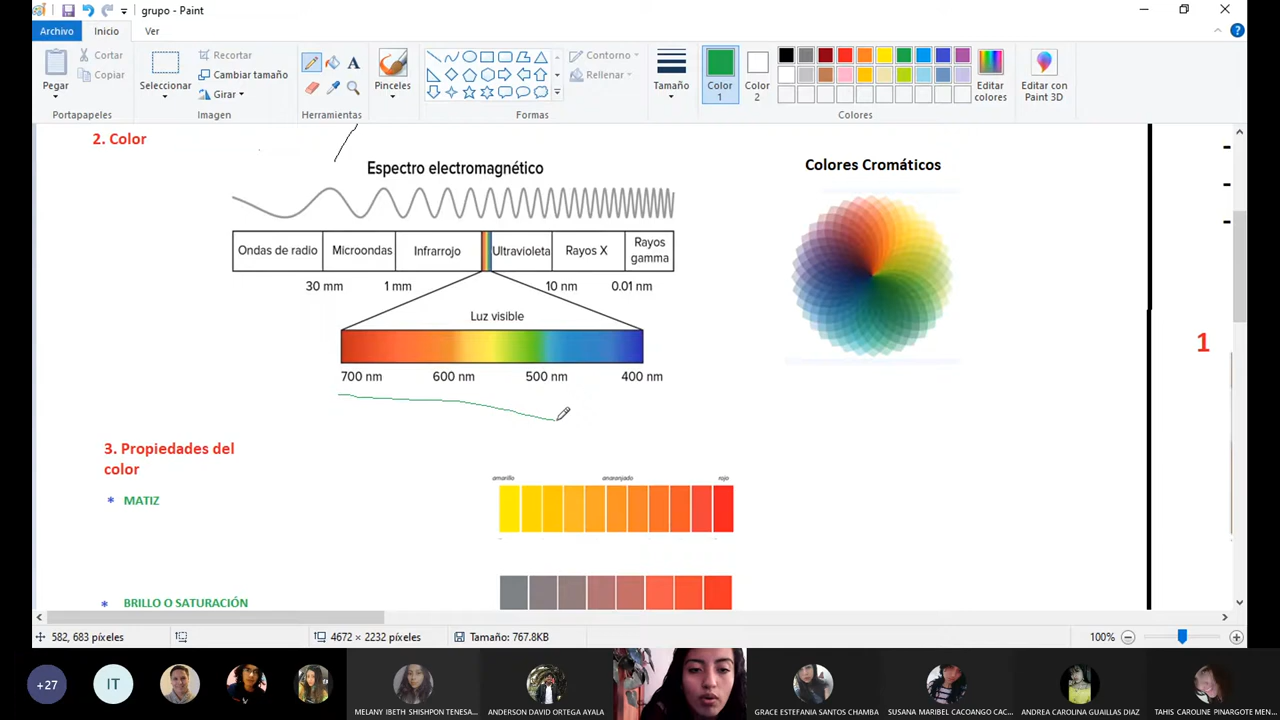 grupo - Paint
Archivo
Inicio
Ver
Pegar
Cortar
Copiar
Portapapeles
Seleccionar
Recortar
Cambiar tamaño
Girar
Imagen
A
Herramientas
Pinceles
Contorno
Rellenar
Formas
Tamaño
Color 1
Color 2
Editar colores
Colores
Editar con Paint 3D
2. Color
Espectro electromagnético
Ondas de radio
Microondas
Infrarrojo
Ultravioleta
Rayos X
Rayos gamma
30 mm
1 mm
10 nm
0.01 nm
Luz visible
700 nm
600 nm
500 nm
400 nm
Colores Cromáticos
1
3. Propiedades del
color
* MATIZ
amarillo
anaranjado
rojo
* BRILLO O SATURACIÓN
582, 683 píxeles
4672 × 2232 píxeles
Tamaño: 767.8KB
100%
+27
IT
MELANY IBETH SHISHPON TENESA...
ANDERSON DAVID ORTEGA AYALA
GRACE ESTEFANIA SANTOS CHAMBA
SUSANA MARIBEL CACOANGO CAC...
ANDREA CAROLINA GUAILLAS DIAZ
TAHIS CAROLINE PINARGOTE MEN...